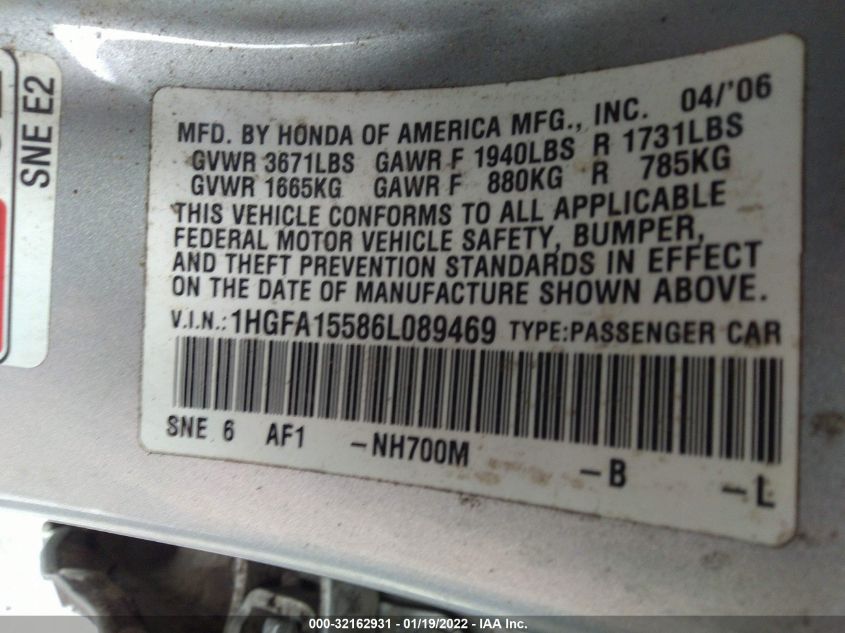 SNE E2
MFD. BY HONDA OF AMERICA MFG., INC. 04/'06
GVWR 3671LBS GAWR F 1940LBS R 1731LBS
GVWR 1665KG GAWR F 880KG R 785KG
THIS VEHICLE CONFORMS TO ALL APPLICABLE
FEDERAL MOTOR VEHICLE SAFETY, BUMPER,
AND THEFT PREVENTION STANDARDS IN EFFECT
ON THE DATE OF MANUFACTURE SHOWN ABOVE.
V.I.N.: 1HGFA15586L089469 TYPE:PASSENGER CAR
SNE 6 AF1 -NH700M -B -L
000-32162931 - 01/19/2022 - IAA Inc.